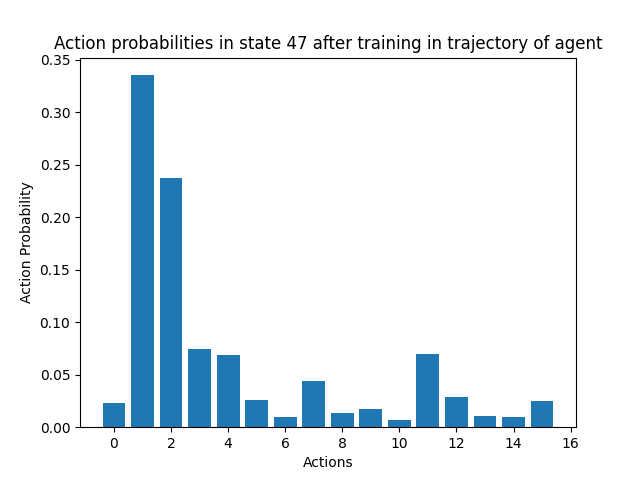 Action probabilities in state 47 after training in trajectory of agent
0.35
0.30
0.25
0.20
0.15
0.10
0.05
0.00
Action Probability
0 2 4 6 8 10 12 14 16
Actions